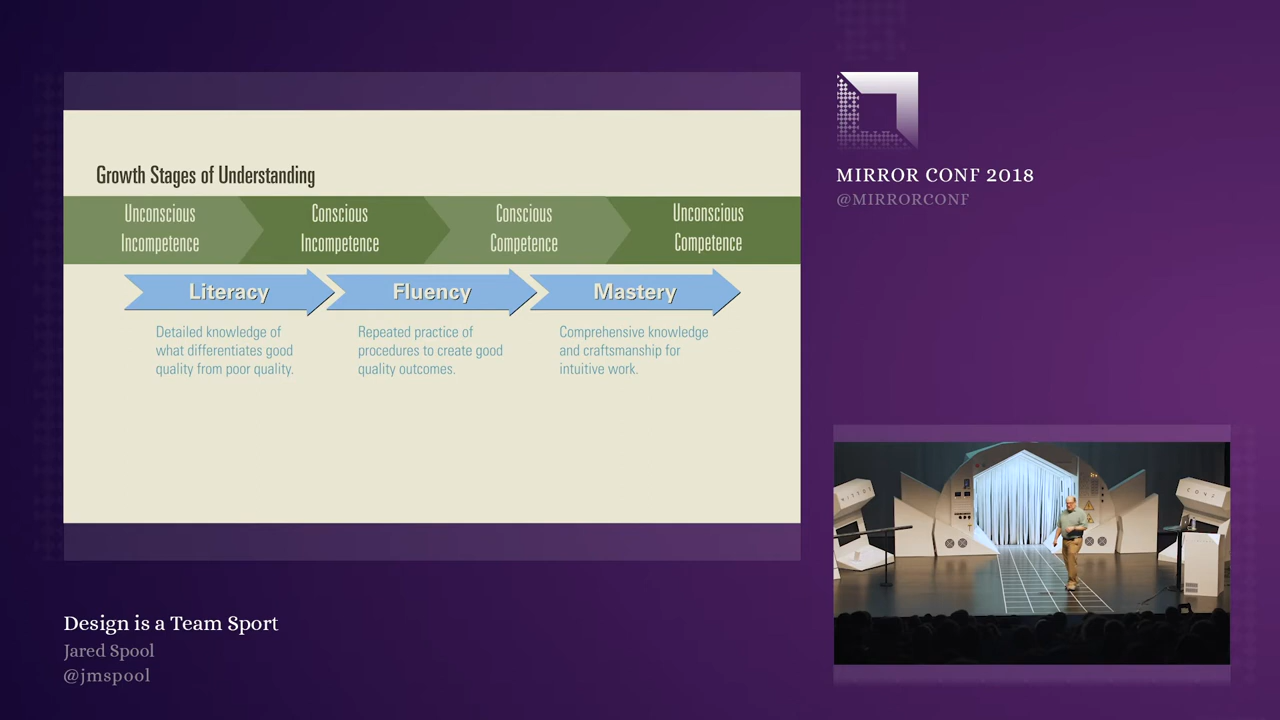 Growth Stages of Understanding
Unconscious
Incompetence
Conscious
Incompetence
Conscious
Competence
Unconscious
Competence
Literacy
Detailed knowledge of
what differentiates good
quality from poor quality.
Fluency
Repeated practice of
procedures to create good
quality outcomes.
Mastery
Comprehensive knowledge
and craftsmanship for
intuitive work.
MIRROR CONF 2018
@MIRRORCONF
CONF
Design is a Team Sport
Jared Spool
@jmspool